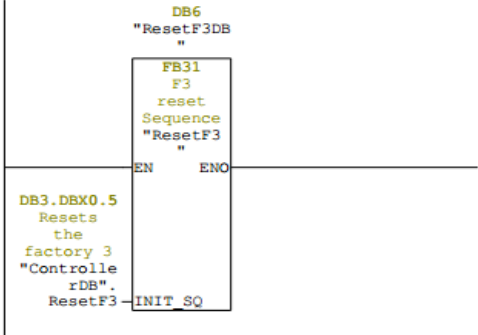 DB6
"ResetF3DB
"
FB31
F3
reset
Sequence
"ResetF3
"
EN ENO
DB3.DBX0.5
Resets
the
factory 3
"Controlle
rDB".
ResetF3 INIT_SQ